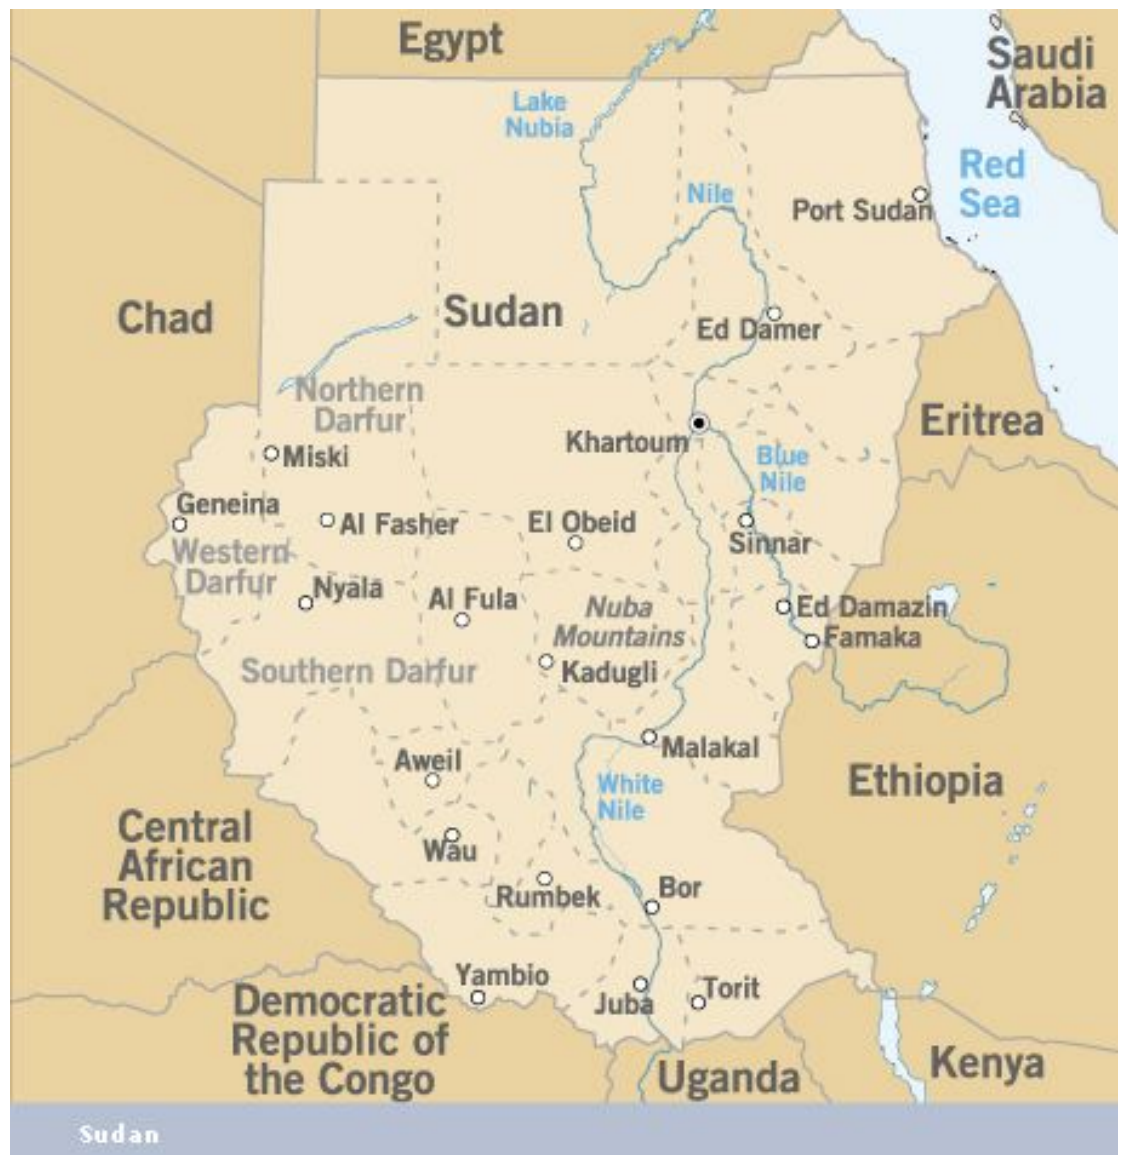 Egypt
Saudi
Arabia
Lake
Nubia
Red
Sea
Nile
Port Sudan
Chad
Sudan
Ed Damer
Northern
Darfur
Eritrea
Khartoum
Miski
Blue
Nile
Geneina
Al Fasher
El Obeid
Sinnar
Western
Darfur
Nyala
Al Fula
Nuba
Mountains
Ed Damazin
Famaka
Southern Darfur
Kadugli
Malakal
Aweil
White
Nile
Ethiopia
Central
African
Republic
Wau
Rumbek
Bor
Yambio
Juba
Torit
Democratic
Republic of
the Congo
Uganda
Kenya
Sudan